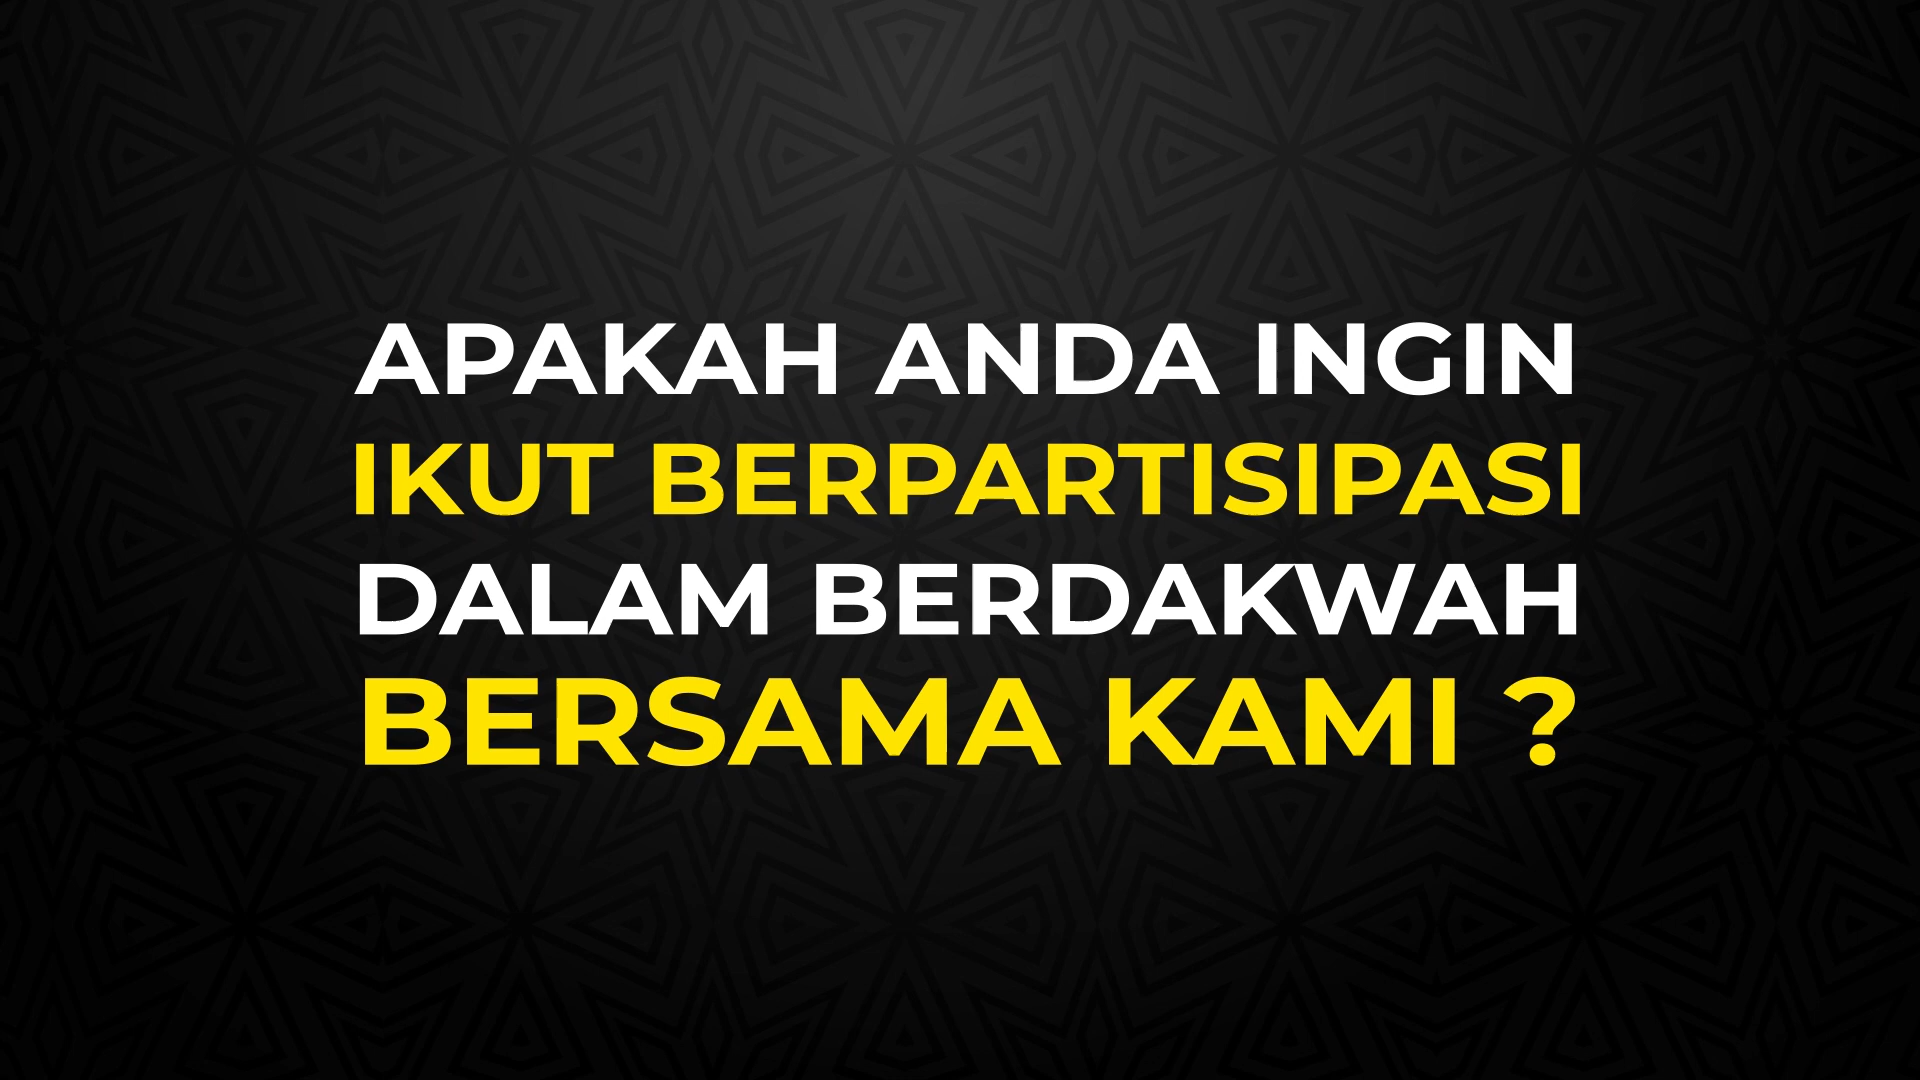 APAKAH ANDA INGIN
IKUT BERPARTISIPASI
DALAM BERDAKWAH
BERSAMA KAMI ?